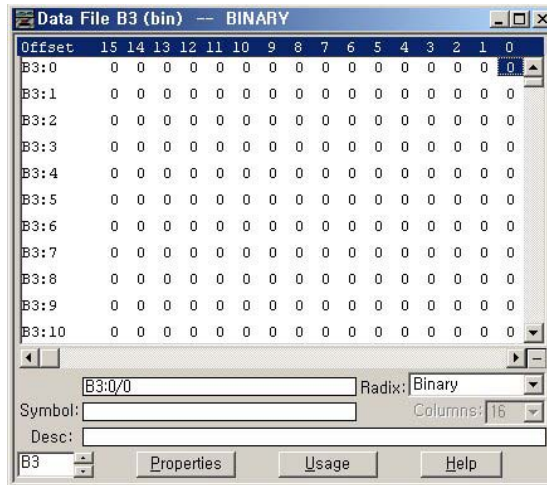 Data File B3 (bin) -- BINARY
Offset 15 14 13 12 11 10 9 8 7 6 5 4 3 2 1 0
B3:0 0 0 0 0 0 0 0 0 0 0 0 0 0 0 0 0
B3:1 0 0 0 0 0 0 0 0 0 0 0 0 0 0 0 0
B3:2 0 0 0 0 0 0 0 0 0 0 0 0 0 0 0 0
B3:3 0 0 0 0 0 0 0 0 0 0 0 0 0 0 0 0
B3:4 0 0 0 0 0 0 0 0 0 0 0 0 0 0 0 0
B3:5 0 0 0 0 0 0 0 0 0 0 0 0 0 0 0 0
B3:6 0 0 0 0 0 0 0 0 0 0 0 0 0 0 0 0
B3:7 0 0 0 0 0 0 0 0 0 0 0 0 0 0 0 0
B3:8 0 0 0 0 0 0 0 0 0 0 0 0 0 0 0 0
B3:9 0 0 0 0 0 0 0 0 0 0 0 0 0 0 0 0
B3:10 0 0 0 0 0 0 0 0 0 0 0 0 0 0 0 0
B3:0/0 Radix: Binary
Symbol: Columns: 16
Desc:
B3 Properties Usage Help